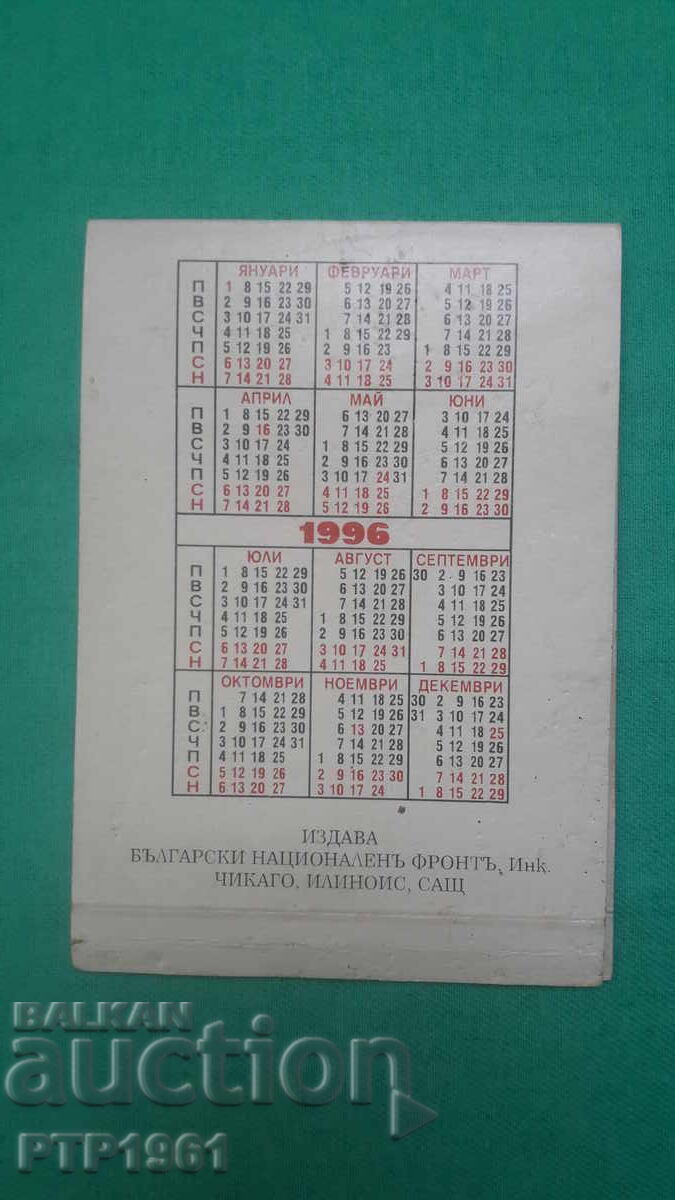 ЯНУАРИ ФЕВРУАРИ МАРТ
П 1 8 15 22 29 5 12 19 26 4 11 18 25
В 2 9 16 23 30 6 13 20 27 5 12 19 26
С 3 10 17 24 31 7 14 21 28 6 13 20 27
Ч 4 11 18 25 1 8 15 22 29 7 14 21 28
П 5 12 19 26 2 9 16 23 1 8 15 22 29
С 6 13 20 27 3 10 17 24 2 9 16 23 30
Н 7 14 21 28 4 11 18 25 3 10 17 24 31
АПРИЛ МАЙ ЮНИ
П 1 8 15 22 29 6 13 20 27 3 10 17 24
В 2 9 16 23 30 7 14 21 28 4 11 18 25
С 3 10 17 24 1 8 15 22 29 5 12 19 26
Ч 4 11 18 25 2 9 16 23 30 6 13 20 27
П 5 12 19 26 3 10 17 24 31 7 14 21 28
С 6 13 20 27 4 11 18 25 1 8 15 22 29
Н 7 14 21 28 5 12 19 26 2 9 16 23 30
1996
ЮЛИ АВГУСТ СЕПТЕМВРИ
П 1 8 15 22 29 5 12 19 26 30 2 9 16 23
В 2 9 16 23 30 6 13 20 27 3 10 17 24
С 3 10 17 24 31 7 14 21 28 4 11 18 25
Ч 4 11 18 25 1 8 15 22 29 5 12 19 26
П 5 12 19 26 2 9 16 23 30 6 13 20 27
С 6 13 20 27 3 10 17 24 31 7 14 21 28
Н 7 14 21 28 4 11 18 25 1 8 15 22 29
ОКТОМВРИ НОЕМВРИ ДЕКЕМВРИ
П 7 14 21 28 4 11 18 25 30 2 9 16 23
В 1 8 15 22 29 5 12 19 26 31 3 10 17 24
С 2 9 16 23 30 6 13 20 27 4 11 18 25
Ч 3 10 17 24 31 7 14 21 28 5 12 19 26
П 4 11 18 25 1 8 15 22 29 6 13 20 27
С 5 12 19 26 2 9 16 23 30 7 14 21 28
Н 6 13 20 27 3 10 17 24 1 8 15 22 29
ИЗДАВА
БЪЛГАРСКИ НАЦИОНАЛЕНЪ ФРОНТЪ, Инк.
ЧИКАГО, ИЛИНОИС, САЩ
BALKAN
auction
PTP1961